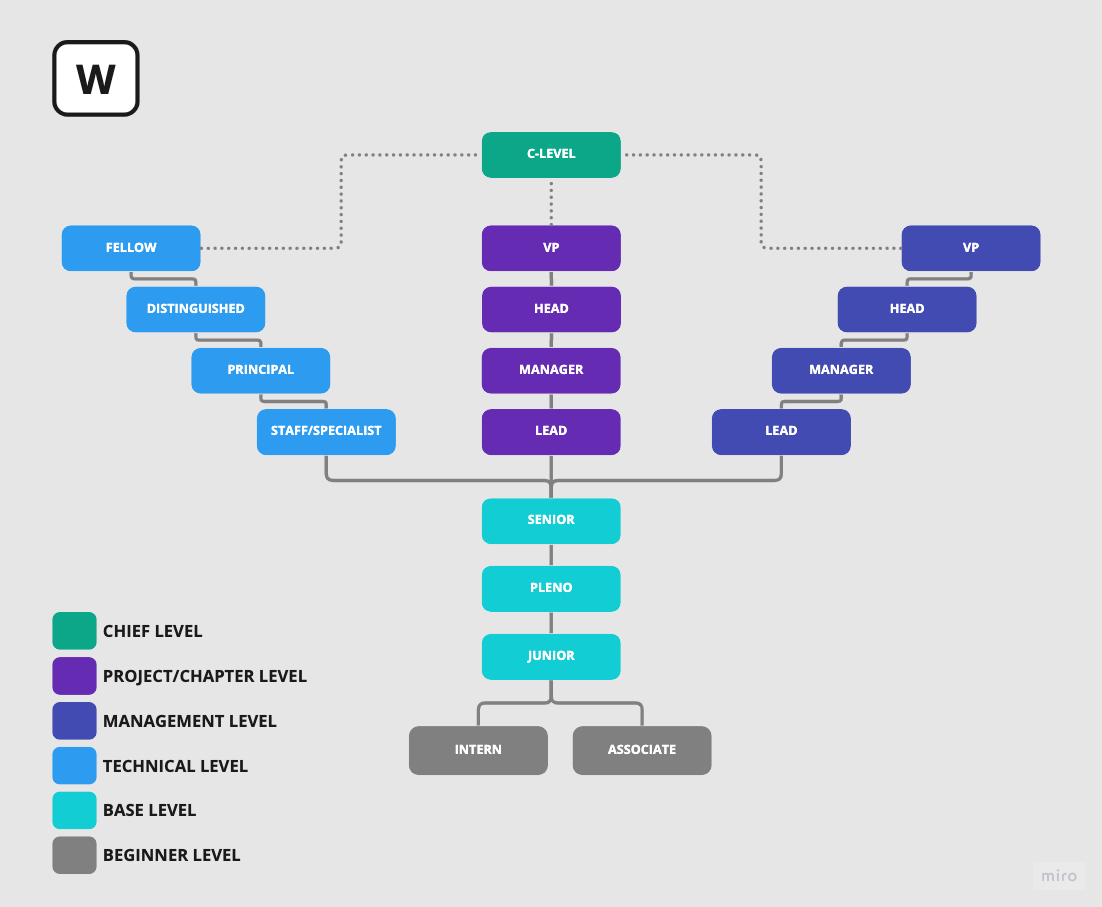 W
C-LEVEL
FELLOW
VP
VP
DISTINGUISHED
HEAD
HEAD
PRINCIPAL
MANAGER
MANAGER
STAFF/SPECIALIST
LEAD
LEAD
SENIOR
PLENO
JUNIOR
INTERN
ASSOCIATE
CHIEF LEVEL
PROJECT/CHAPTER LEVEL
MANAGEMENT LEVEL
TECHNICAL LEVEL
BASE LEVEL
BEGINNER LEVEL
miro